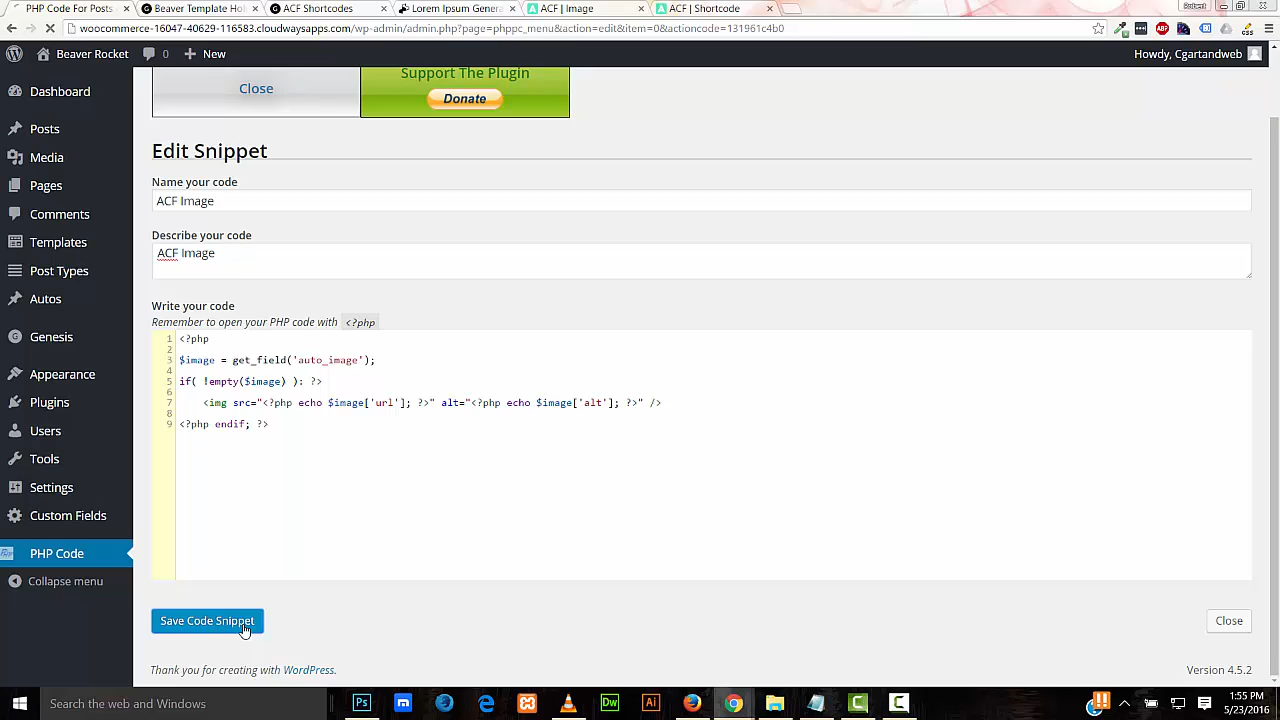 PHP Code For Posts
Beaver Template Hol
ACF Shortcodes
Lorem Ipsum Genera
ACF | Image
ACF | Shortcode
woocommerce-16047-40629-116583.cloudwaysapps.com/wp-admin/admin.php?page=phppc_menu&action=edit&item=0&actioncode=131961c4b0
Beaver Rocket
0
New
Howdy, Cgartandweb
Dashboard
Posts
Media
Pages
Comments
Templates
Post Types
Autos
Genesis
Appearance
Plugins
Users
Tools
Settings
Custom Fields
PHP Code
Collapse menu
Close
Support The Plugin
Donate
Edit Snippet
Name your code
ACF Image
Describe your code
ACF Image
Write your code
Remember to open your PHP code with <?php
1 <?php
2
3 $image = get_field('auto_image');
4
5 if( !empty($image) ): ?>
6
7 <img src="<?php echo $image['url']; ?>" alt="<?php echo $image['alt']; ?>" />
8
9 <?php endif; ?>
Save Code Snippet
Close
Thank you for creating with WordPress.
Version 4.5.2
Search the web and Windows
1:55 PM
5/23/2016